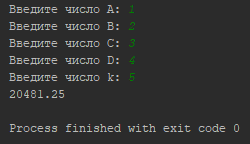 Введите число A: 1
Введите число B: 2
Введите число C: 3
Введите число D: 4
Введите число k: 5
20481.25
Process finished with exit code 0